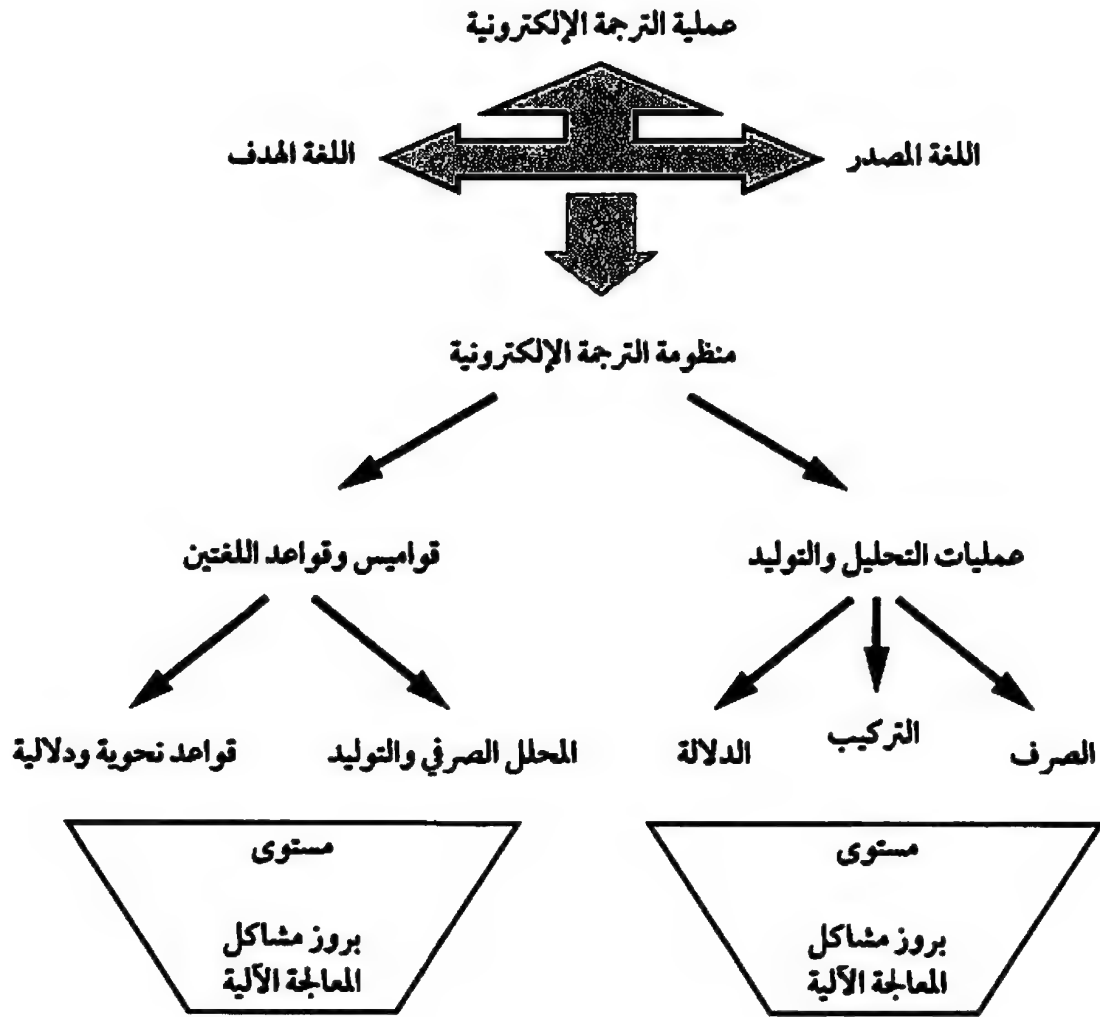 عملية الترجمة الإلكترونية
اللغة المصدر
اللغة الهدف
منظومة الترجمة الإلكترونية
عمليات التحليل والتوليد
قواميس وقواعد اللغتين
الصرف
التركيب
الدلالة
المحلل الصرفي والتوليد
قواعد نحوية ودلالية
مستوى
بروز مشاكل
المعالجة الآلية
مستوى
بروز مشاكل
المعالجة الآلية